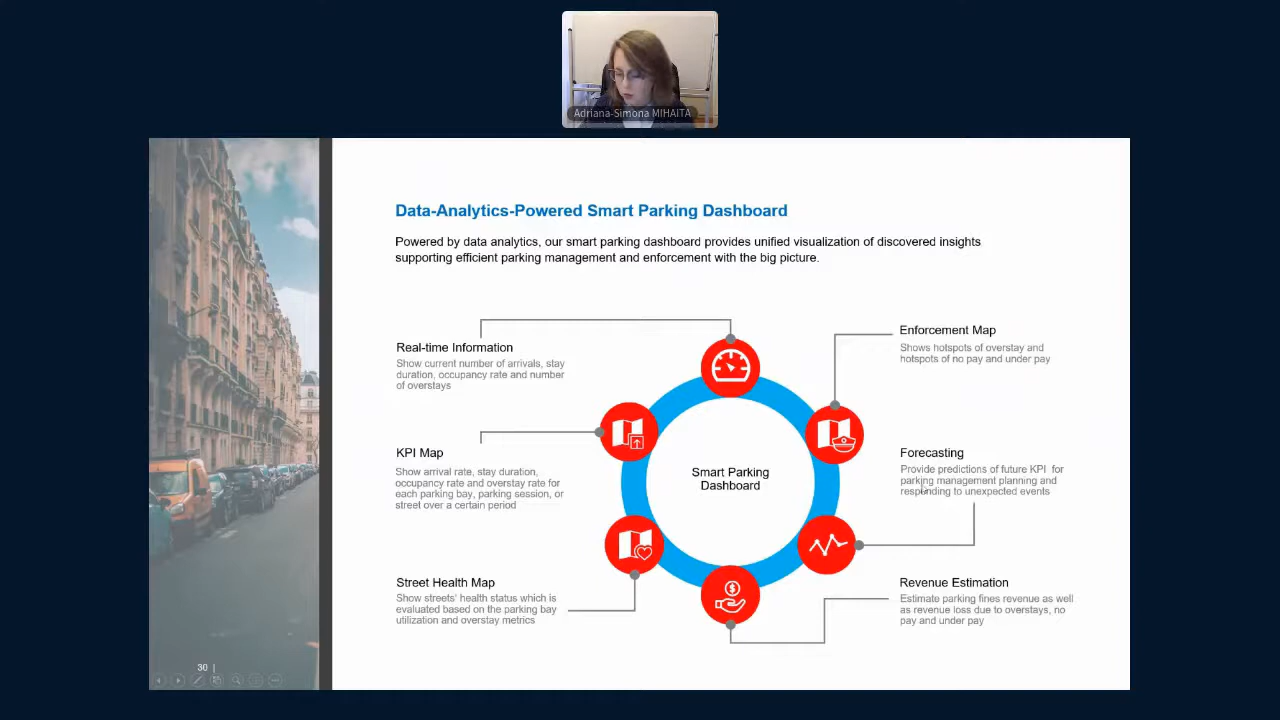 Adriana-Simona MIHAITA
Data-Analytics-Powered Smart Parking Dashboard
Powered by data analytics, our smart parking dashboard provides unified visualization of discovered insights
supporting efficient parking management and enforcement with the big picture.
Real-time Information
Show current number of arrivals, stay
duration, occupancy rate and number
of overstays
KPI Map
Show arrival rate, stay duration,
occupancy rate and overstay rate for
each parking bay, parking session, or
street over a certain period
Street Health Map
Show streets' health status which is
evaluated based on the parking bay
utilization and overstay metrics
Smart Parking
Dashboard
Enforcement Map
Shows hotspots of overstay and
hotspots of no pay and under pay
Forecasting
Provide predictions of future KPI for
parking management planning and
responding to unexpected events
Revenue Estimation
Estimate parking fines revenue as well
as revenue loss due to overstays, no
pay and under pay
30 |